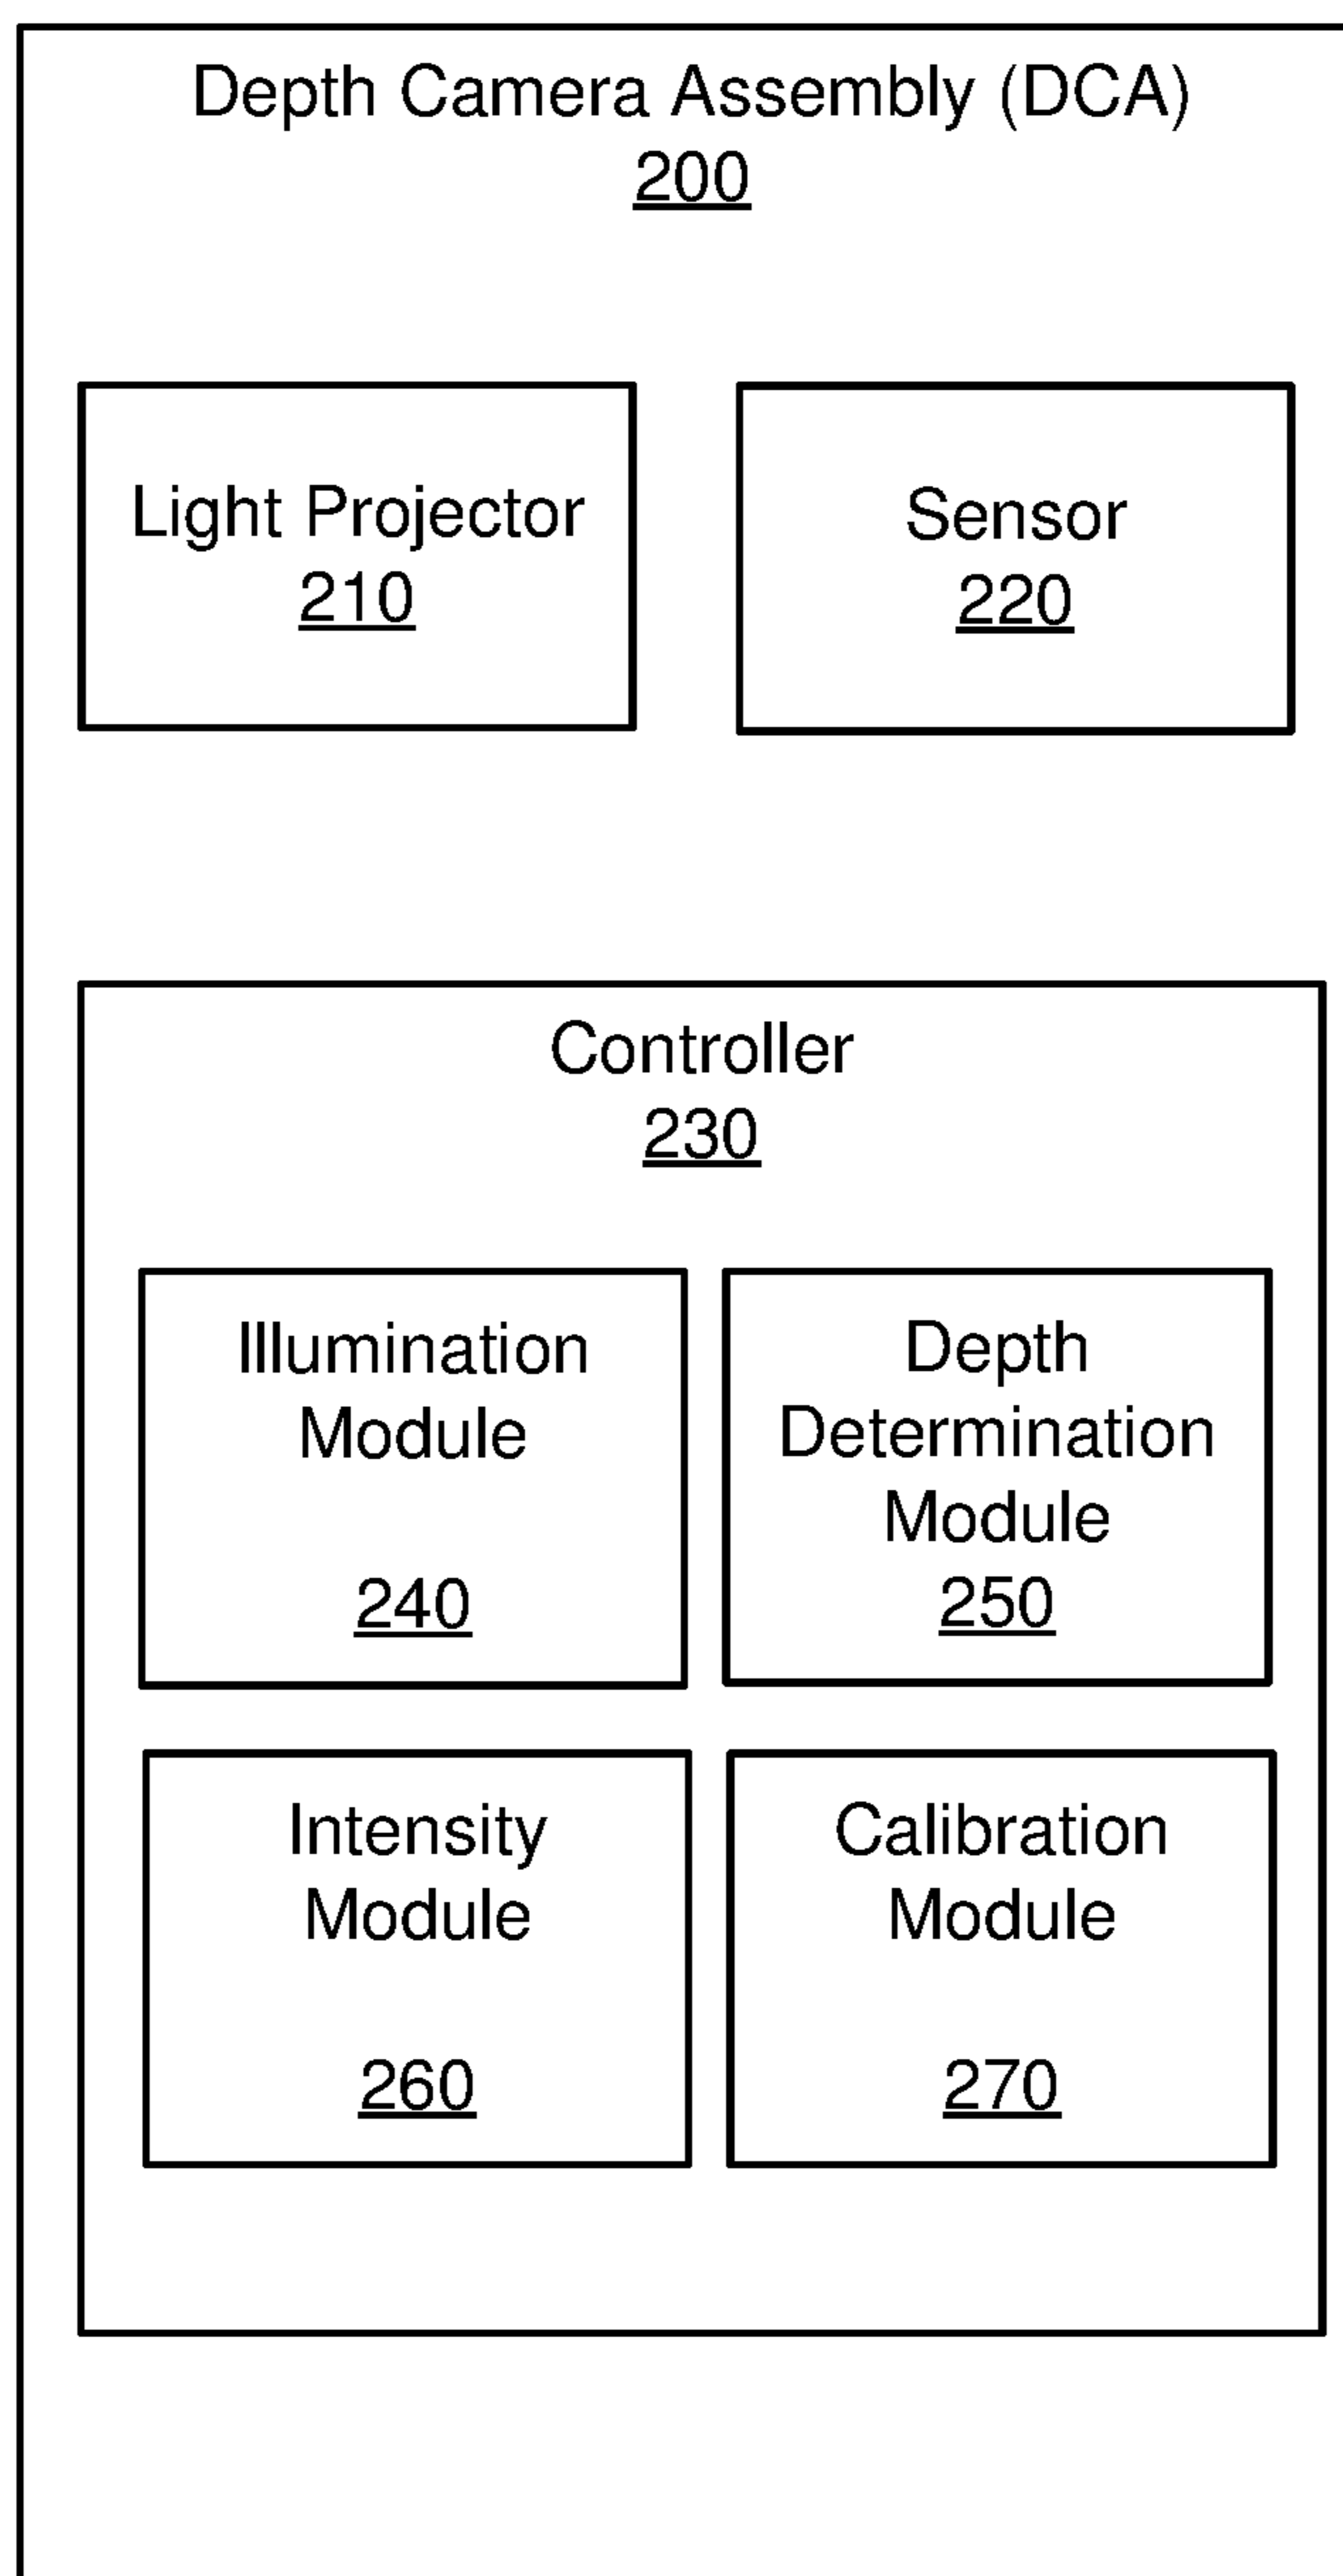 Depth Camera Assembly (DCA)
200
Light Projector
210
Sensor
220
Controller
230
Illumination
Module
240
Depth
Determination
Module
250
Intensity
Module
260
Calibration
Module
270